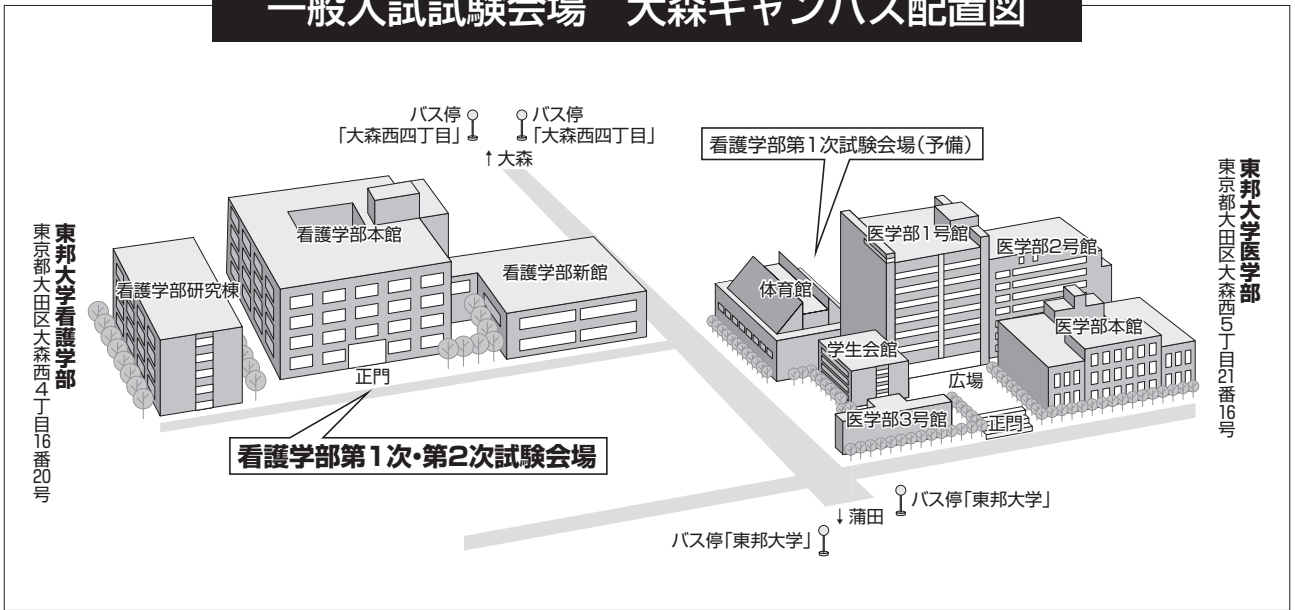 一般入試試験会場　大森キャンパス配置図
バス停
「大森西四丁目」
バス停
「大森西四丁目」
↑大森
看護学部第1次試験会場(予備)
東邦大学看護学部
東京都大田区大森西4丁目16番20号
看護学部研究棟
看護学部本館
看護学部新館
正門
看護学部第1次・第2次試験会場
体育館
医学部1号館
医学部2号館
医学部本館
学生会館
広場
医学部3号館
正門
東邦大学医学部
東京都大田区大森西5丁目21番16号
バス停「東邦大学」
↓蒲田
バス停「東邦大学」